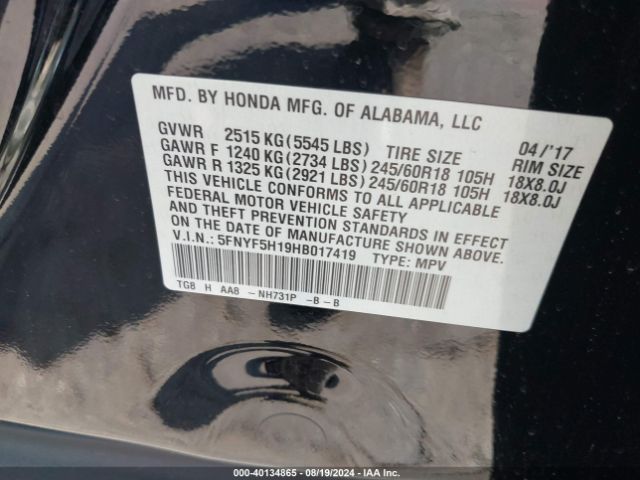 MFD. BY HONDA MFG. OF ALABAMA, LLC
GVWR 2515 KG(5545 LBS) TIRE SIZE 04/'17 RIM SIZE
GAWR F 1240 KG(2734 LBS) 245/60R18 105H 18X8.0J
GAWR R 1325 KG(2921 LBS) 245/60R18 105H 18X8.0J
THIS VEHICLE CONFORMS TO ALL APPLICABLE
FEDERAL MOTOR VEHICLE SAFETY
AND THEFT PREVENTION STANDARDS IN EFFECT
ON THE DATE OF MANUFACTURE SHOWN ABOVE.
V.I.N.: 5FNYF5H19HB017419 TYPE: MPV
TG8 H AA8 - NH731P -B-B
000-40134865 - 08/19/2024 - IAA Inc.